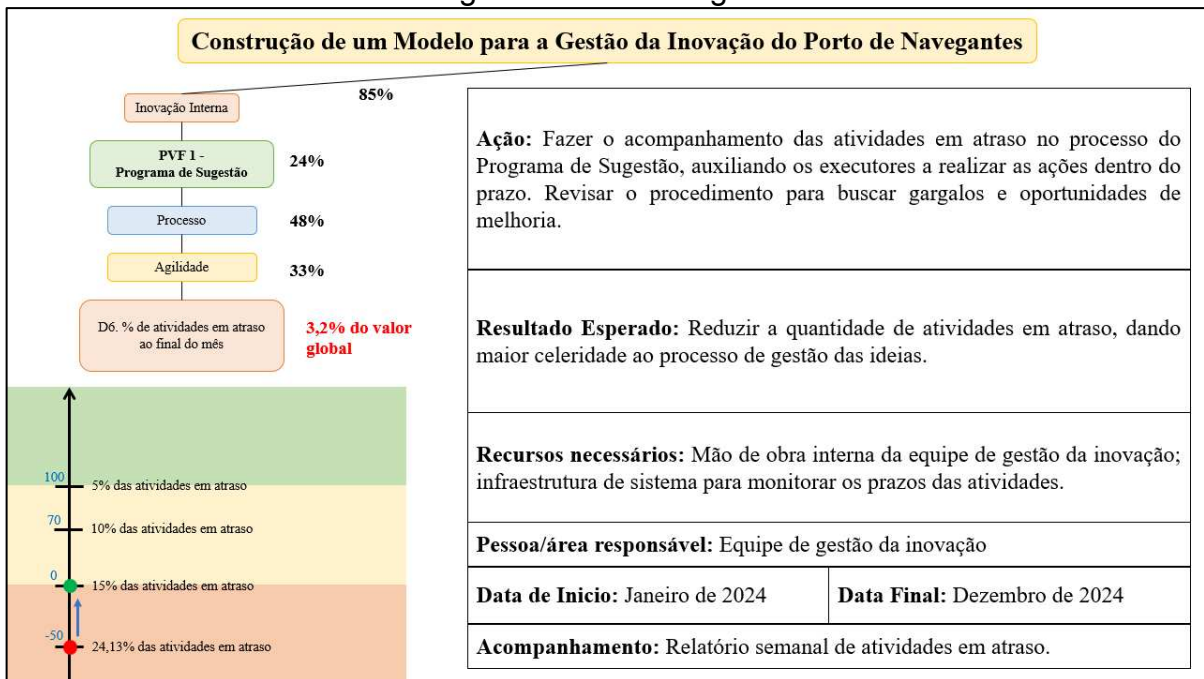 Construção de um Modelo para a Gestão da Inovação do Porto de Navegantes
85%
Inovação Interna
PVF 1 -
Programa de Sugestão
24%
Processo
48%
Agilidade
33%
D6. % de atividades em atraso
ao final do mês
3,2% do valor
global
100
5% das atividades em atraso
70
10% das atividades em atraso
0
15% das atividades em atraso
-50
24,13% das atividades em atraso
Ação: Fazer o acompanhamento das atividades em atraso no processo do
Programa de Sugestão, auxiliando os executores a realizar as ações dentro do
prazo. Revisar o procedimento para buscar gargalos e oportunidades de
melhoria.
Resultado Esperado: Reduzir a quantidade de atividades em atraso, dando
maior celeridade ao processo de gestão das ideias.
Recursos necessários: Mão de obra interna da equipe de gestão da inovação;
infraestrutura de sistema para monitorar os prazos das atividades.
Pessoa/área responsável: Equipe de gestão da inovação
Data de Inicio: Janeiro de 2024
Data Final: Dezembro de 2024
Acompanhamento: Relatório semanal de atividades em atraso.